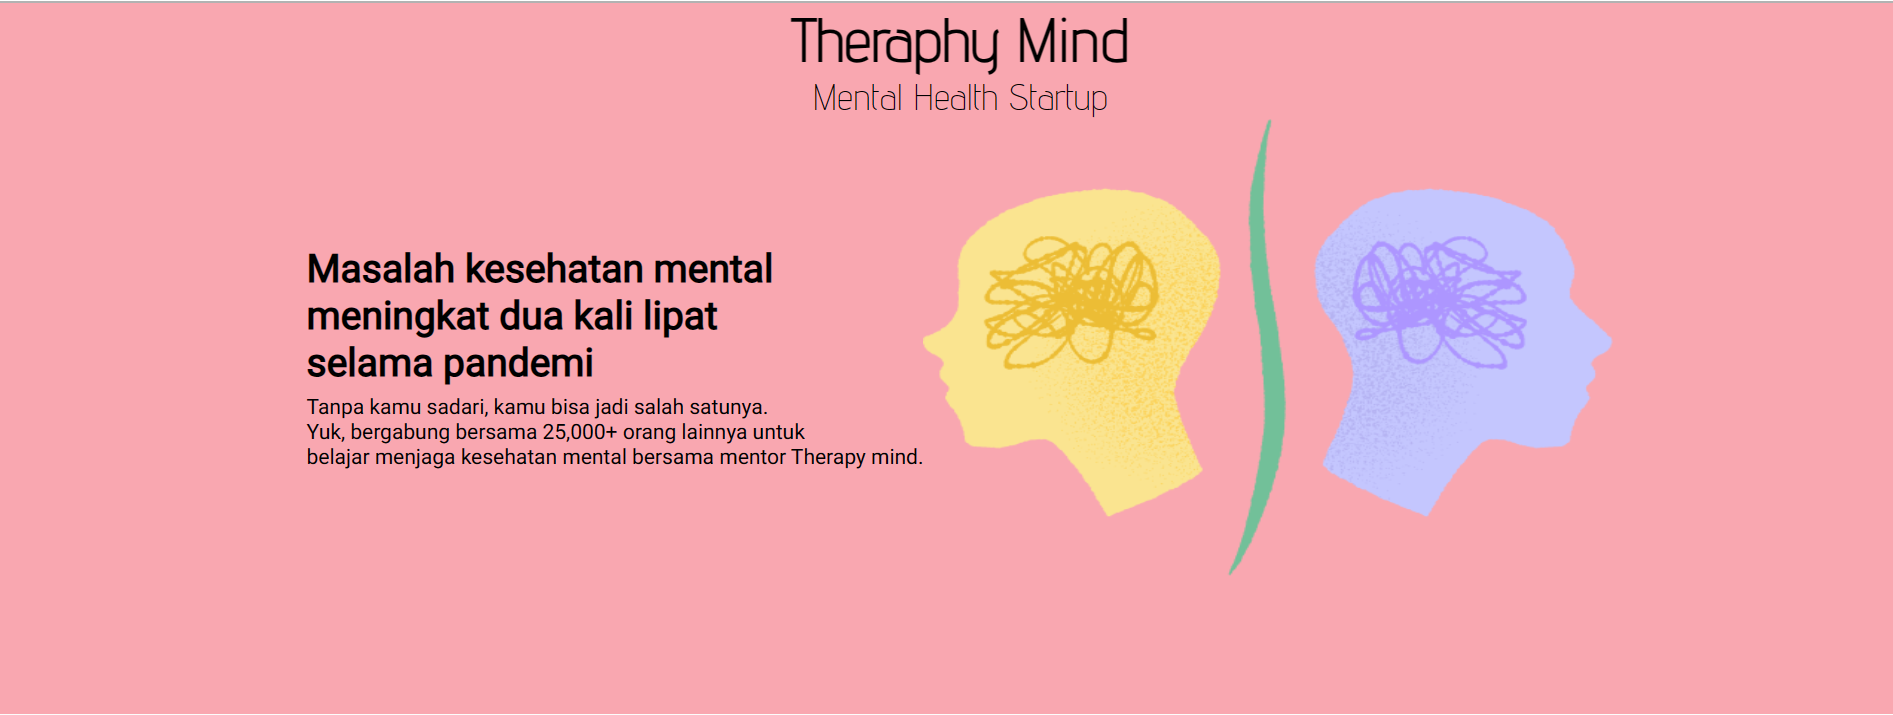 Theraphy Mind
Mental Health Startup
Masalah kesehatan mental
meningkat dua kali lipat
selama pandemi
Tanpa kamu sadari, kamu bisa jadi salah satunya.
Yuk, bergabung bersama 25,000+ orang lainnya untuk
belajar menjaga kesehatan mental bersama mentor Therapy mind.